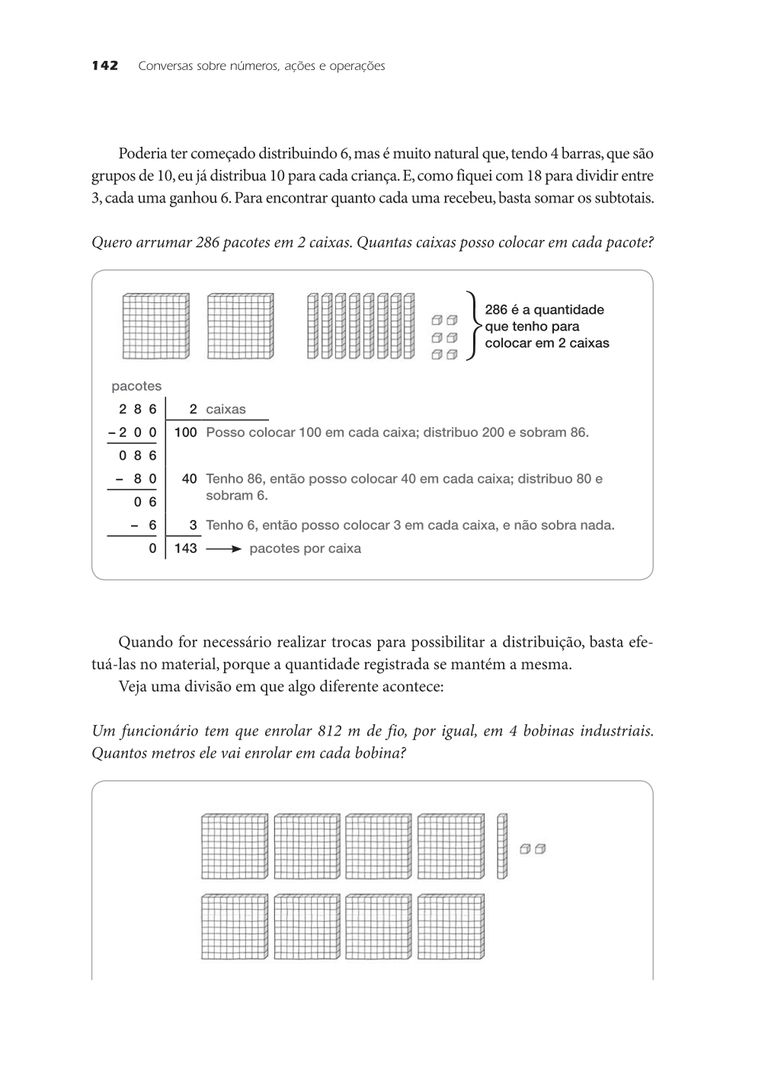 142 Conversas sobre números, ações e operações
Poderia ter começado distribuindo 6, mas é muito natural que, tendo 4 barras, que são
grupos de 10, eu já distribua 10 para cada criança. E, como fiquei com 18 para dividir entre
3, cada uma ganhou 6. Para encontrar quanto cada uma recebeu, basta somar os subtotais.
Quero arrumar 286 pacotes em 2 caixas. Quantas caixas posso colocar em cada pacote?
286 é a quantidade
que tenho para
colocar em 2 caixas
pacotes
2 8 6 2 caixas
– 2 0 0 100 Posso colocar 100 em cada caixa; distribuo 200 e sobram 86.
0 8 6
– 8 0 40 Tenho 86, então posso colocar 40 em cada caixa; distribuo 80 e
sobram 6.
0 6
– 6 3 Tenho 6, então posso colocar 3 em cada caixa, e não sobra nada.
0 143 → pacotes por caixa
Quando for necessário realizar trocas para possibilitar a distribuição, basta efe-
tuá-las no material, porque a quantidade registrada se mantém a mesma.
Veja uma divisão em que algo diferente acontece:
Um funcionário tem que enrolar 812 m de fio, por igual, em 4 bobinas industriais.
Quantos metros ele vai enrolar em cada bobina?